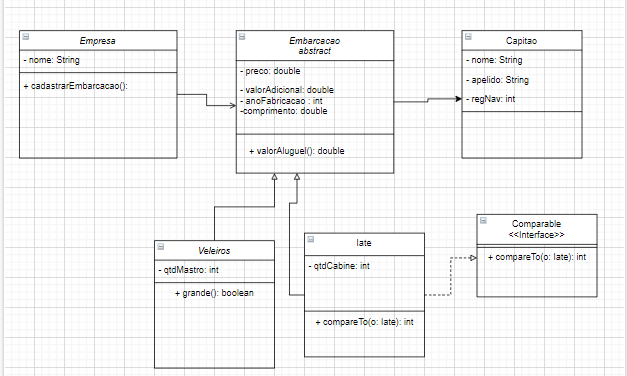 Empresa
- nome: String
+ cadastrarEmbarcacao():
Embarcacao
abstract
- preco: double
- valorAdicional: double
- anoFabricacao : int
-comprimento: double
+ valorAluguel(): double
Capitao
- nome: String
- apelido: String
- regNav: int
Veleiros
- qtdMastro: int
+ grande(): boolean
Iate
- qtdCabine: int
+ compareTo(o: Iate): int
Comparable
<<Interface>>
+ compareTo(o: Iate): int